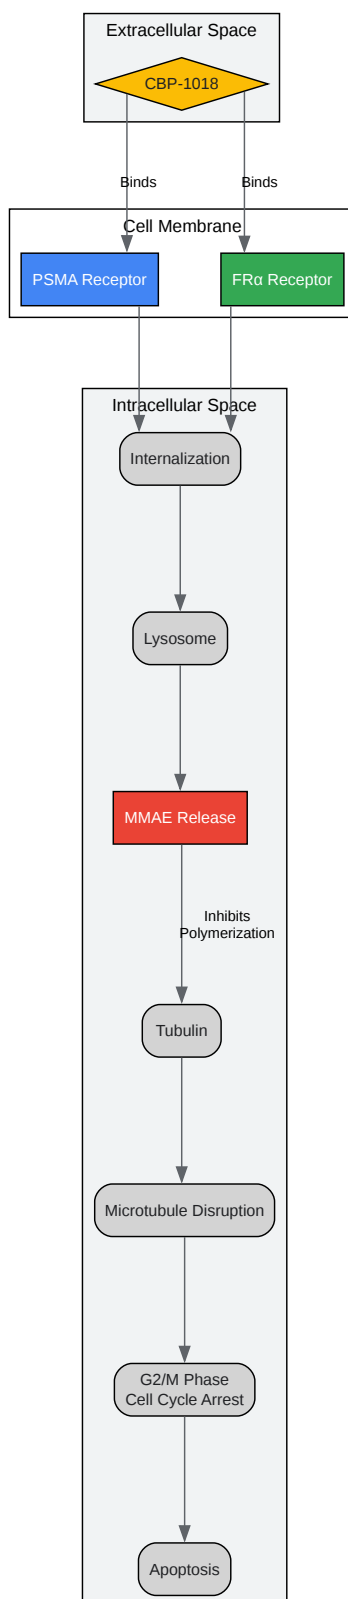 Extracellular Space
CBP-1018
Binds
Binds
Cell Membrane
PSMA Receptor
FRα Receptor
Intracellular Space
Internalization
Lysosome
MMAE Release
Inhibits
Polymerization
Tubulin
Microtubule Disruption
G2/M Phase
Cell Cycle Arrest
Apoptosis